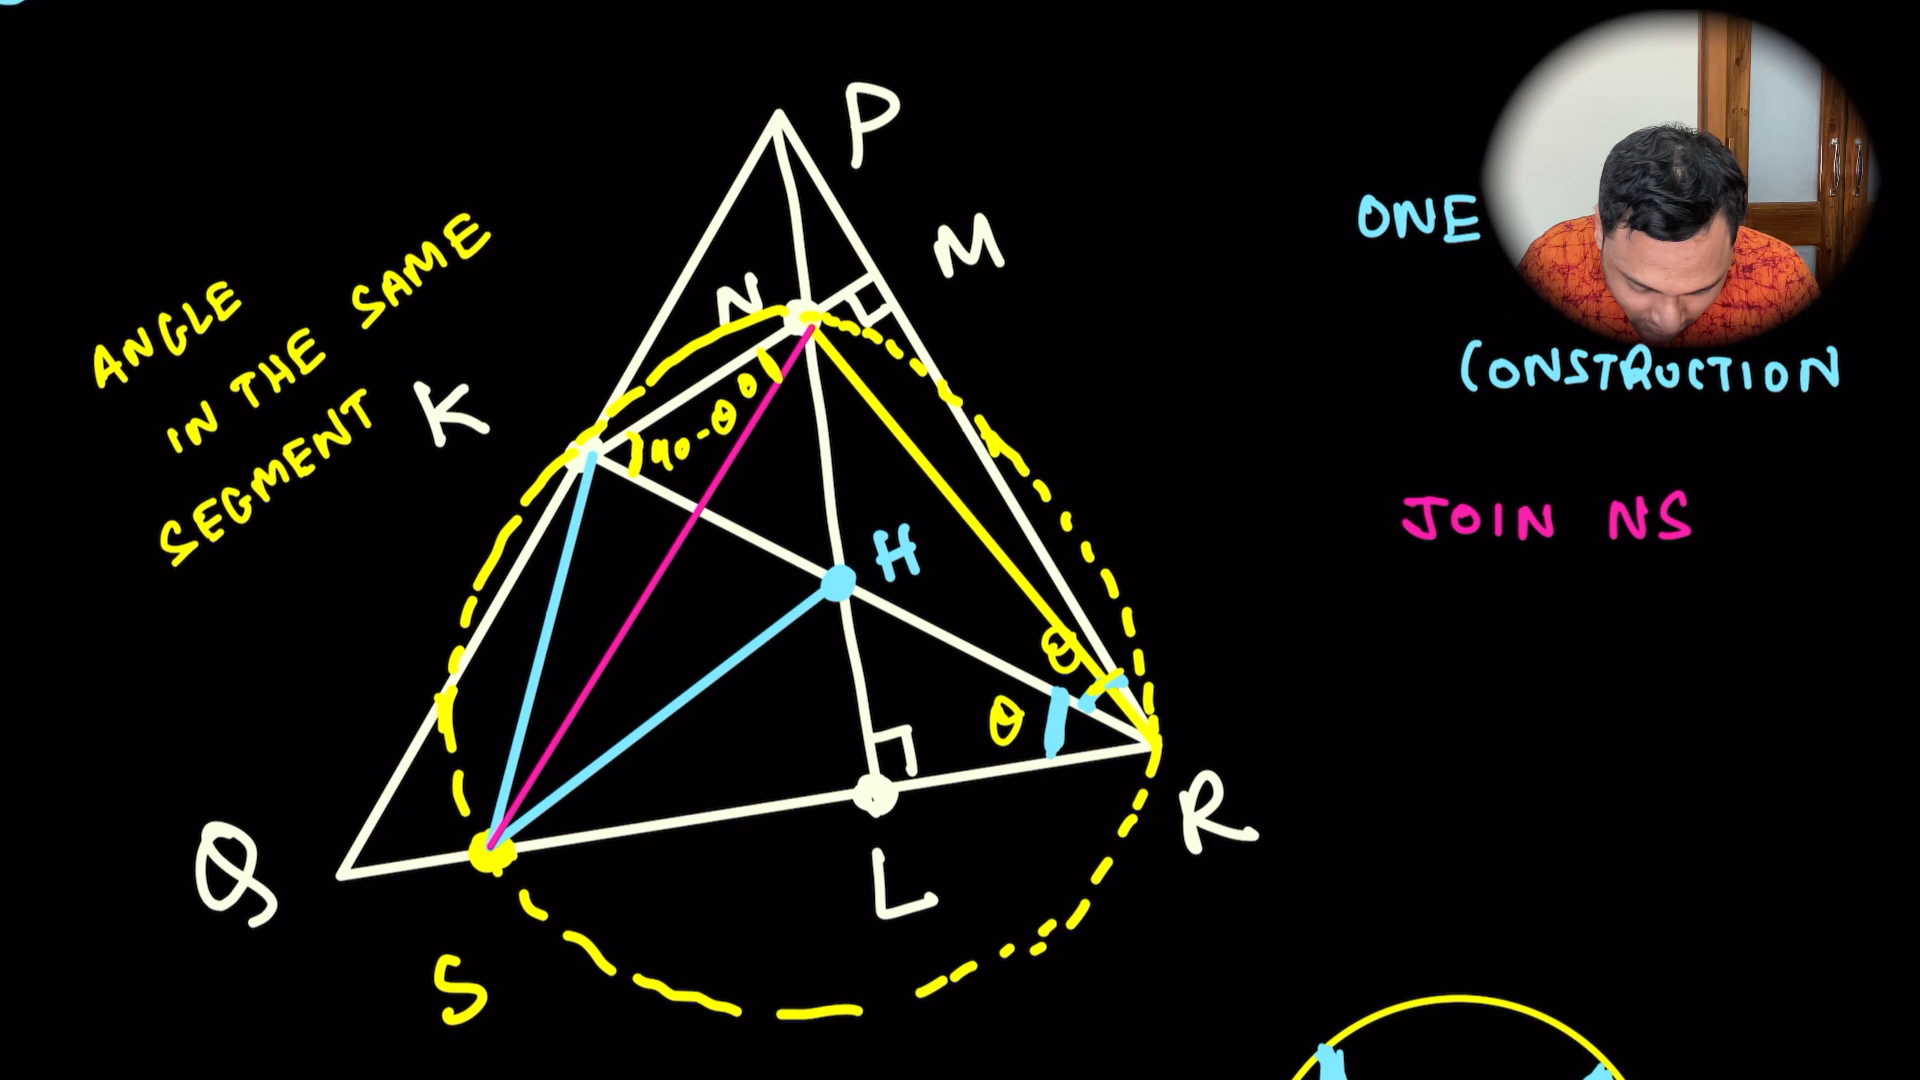 ANGLE
IN THE SAME
SEGMENT
P
M
N
K
90-θ
θ
H
θ
θ
R
Q
L
S
ONE
CONSTRUCTION
JOIN NS